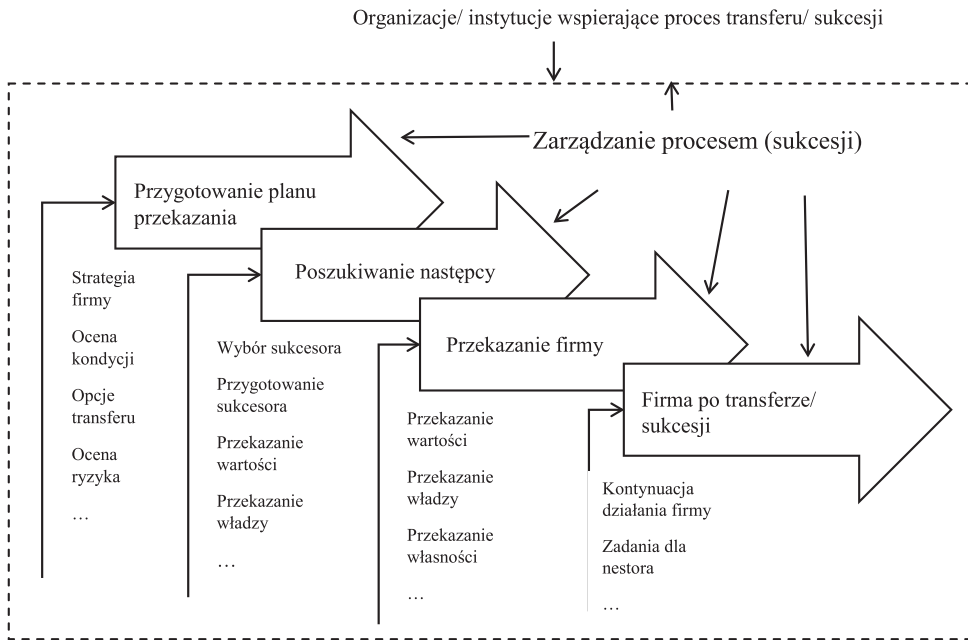 Organizacje/ instytucje wspierające proces transferu/ sukcesji
Zarządzanie procesem (sukcesji)
Przygotowanie planu
przekazania
Strategia
firmy
Ocena
kondycji
Opcje
transferu
Ocena
ryzyka
…
Poszukiwanie następcy
Wybór sukcesora
Przygotowanie
sukcesora
Przekazanie
wartości
Przekazanie
władzy
…
Przekazanie firmy
Przekazanie
wartości
Przekazanie
władzy
Przekazanie
własności
…
Firma po transferze/
sukcesji
Kontynuacja
działania firmy
Zadania dla
nestora
…